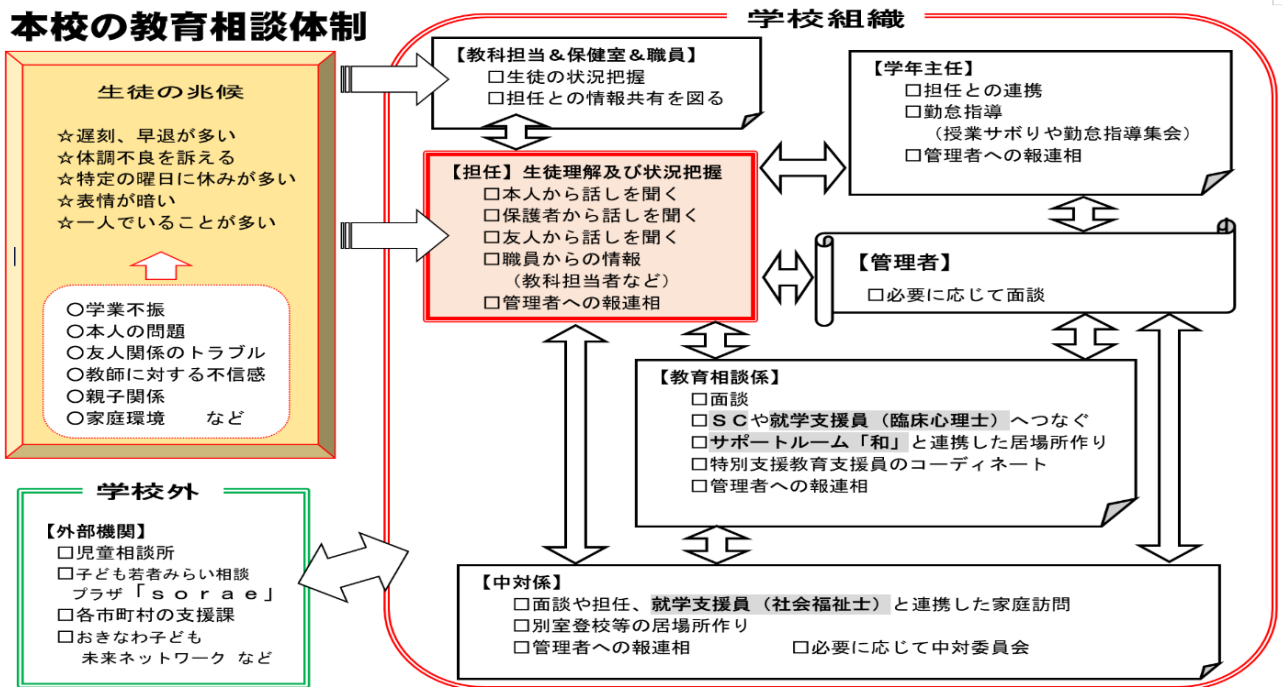 本校の教育相談体制
生徒の兆候
☆遅刻、早退が多い
☆体調不良を訴える
☆特定の曜日に休みが多い
☆表情が暗い
☆一人でいることが多い
○学業不振
○本人の問題
○友人関係のトラブル
○教師に対する不信感
○親子関係
○家庭環境 など
学校外
【外部機関】
□児童相談所
□子ども若者みらい相談
プラザ「ｓｏｒａｅ」
□各市町村の支援課
□おきなわ子ども
未来ネットワーク など
学校組織
【教科担当＆保健室＆職員】
□生徒の状況把握
□担任との情報共有を図る
【担任】生徒理解及び状況把握
□本人から話しを聞く
□保護者から話しを聞く
□友人から話しを聞く
□職員からの情報
（教科担当者など）
□管理者への報連相
【学年主任】
□担任との連携
□勤怠指導
（授業サボりや勤怠指導集会）
□管理者への報連相
【管理者】
□必要に応じて面談
【教育相談係】
□面談
□ＳＣや就学支援員（臨床心理士）へつなぐ
□サポートルーム「和」と連携した居場所作り
□特別支援教育支援員のコーディネート
□管理者への報連相
【中対係】
□面談や担任、就学支援員（社会福祉士）と連携した家庭訪問
□別室登校等の居場所作り
□管理者への報連相 □必要に応じて中対委員会